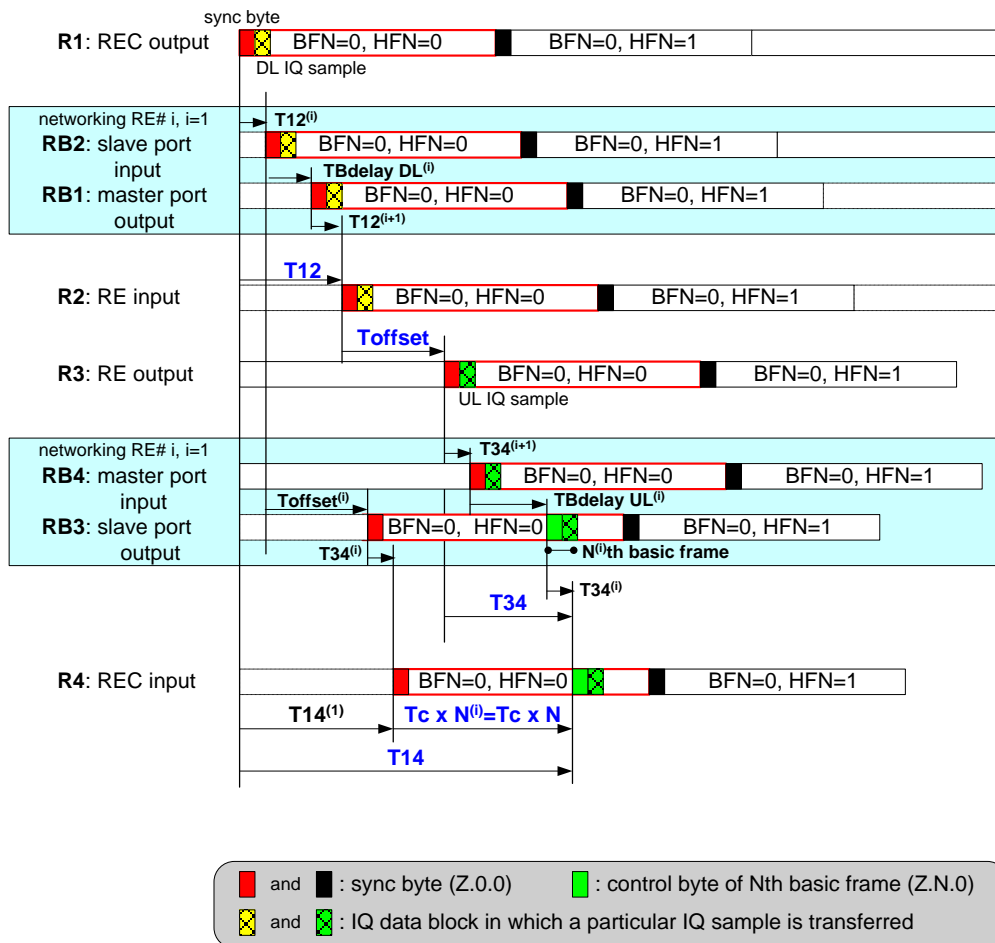 sync byte
R1: REC output
BFN=0, HFN=0
BFN=0, HFN=1
DL IQ sample
networking RE# i, i=1
T12(i)
RB2: slave port
input
BFN=0, HFN=0
BFN=0, HFN=1
TBdelay DL(i)
RB1: master port
output
BFN=0, HFN=0
BFN=0, HFN=1
T12(i+1)
T12
R2: RE input
BFN=0, HFN=0
BFN=0, HFN=1
Toffset
R3: RE output
BFN=0, HFN=0
BFN=0, HFN=1
UL IQ sample
networking RE# i, i=1
T34(i+1)
RB4: master port
input
BFN=0, HFN=0
BFN=0, HFN=1
Toffset(i)
TBdelay UL(i)
RB3: slave port
output
BFN=0, HFN=0
BFN=0, HFN=1
T34(i)
N(i)th basic frame
T34(i)
T34
R4: REC input
BFN=0, HFN=0
BFN=0, HFN=1
T14(1)
Tc x N(i)=Tc x N
T14
and : sync byte (Z.0.0)
: control byte of Nth basic frame (Z.N.0)
and : IQ data block in which a particular IQ sample is transferred